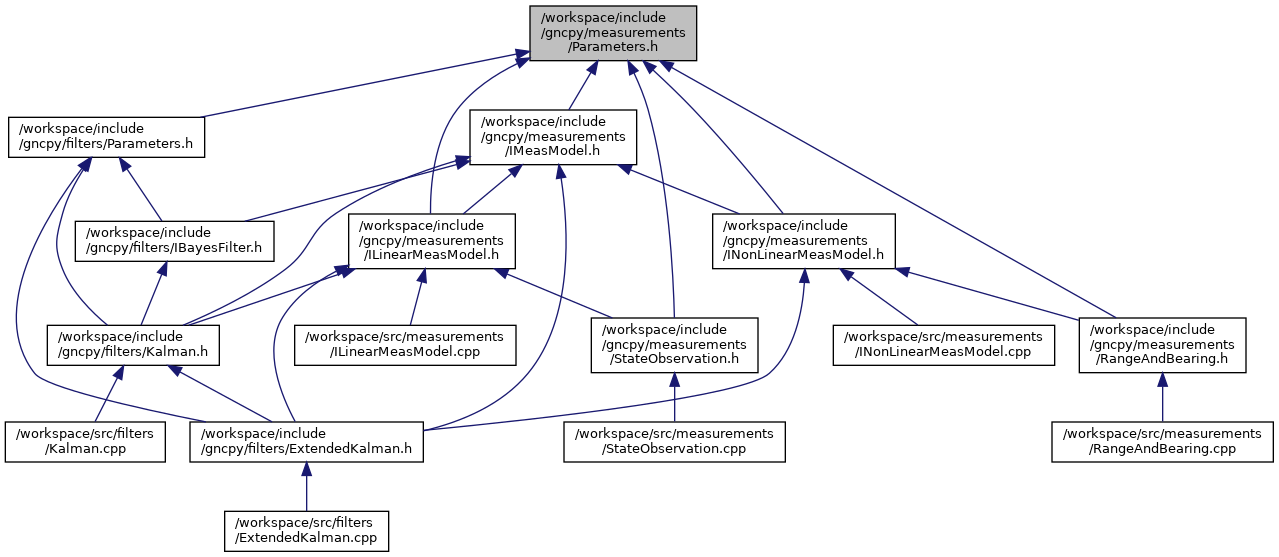 /workspace/include
/gncpy/measurements
/Parameters.h
/workspace/include
/gncpy/filters/Parameters.h
/workspace/include
/gncpy/measurements
/IMeasModel.h
/workspace/include
/gncpy/filters/IBayesFilter.h
/workspace/include
/gncpy/measurements
/ILinearMeasModel.h
/workspace/include
/gncpy/measurements
/INonLinearMeasModel.h
/workspace/include
/gncpy/filters/Kalman.h
/workspace/src/measurements
/ILinearMeasModel.cpp
/workspace/include
/gncpy/measurements
/StateObservation.h
/workspace/src/measurements
/INonLinearMeasModel.cpp
/workspace/include
/gncpy/measurements
/RangeAndBearing.h
/workspace/src/filters
/Kalman.cpp
/workspace/include
/gncpy/filters/ExtendedKalman.h
/workspace/src/measurements
/StateObservation.cpp
/workspace/src/measurements
/RangeAndBearing.cpp
/workspace/src/filters
/ExtendedKalman.cpp